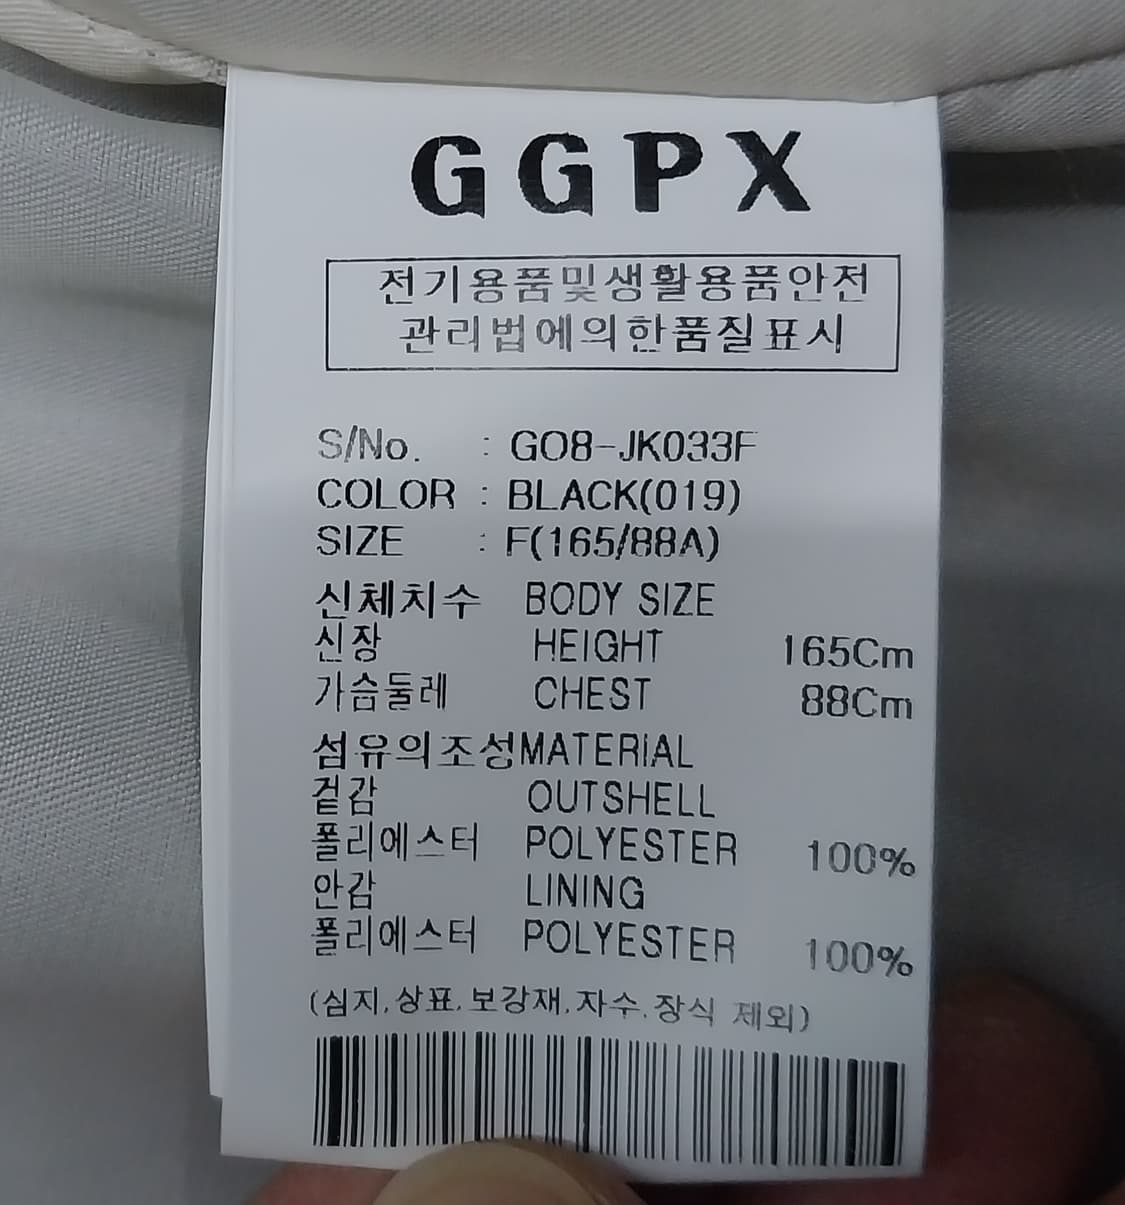 GGPX
전기용품및생활용품안전
관리법에의한품질표시
S/No. : GO8-JK033F
COLOR : BLACK(019)
SIZE : F(165/88A)
신체치수 BODY SIZE
신장 HEIGHT 165Cm
가슴둘레 CHEST 88Cm
섬유의조성MATERIAL
겉감 OUTSHELL
폴리에스터 POLYESTER 100%
안감 LINING
폴리에스터 POLYESTER 100%
(심지,상표,보강재,자수,장식 제외)